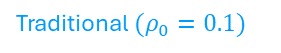 Traditional (ρ₀ = 0.1)